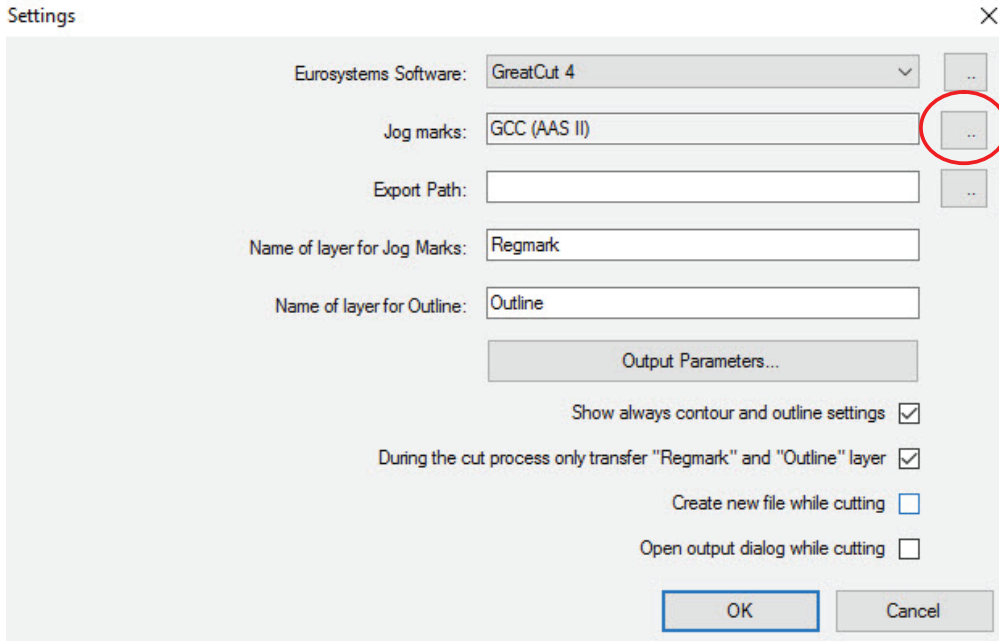 Settings
Eurosystems Software: GreatCut 4 ..
Jog marks: GCC (AAS II) ..
Export Path: ..
Name of layer for Jog Marks: Regmark
Name of layer for Outline: Outline
Output Parameters...
Show always contour and outline settings
During the cut process only transfer "Regmark" and "Outline" layer
Create new file while cutting
Open output dialog while cutting
OK Cancel